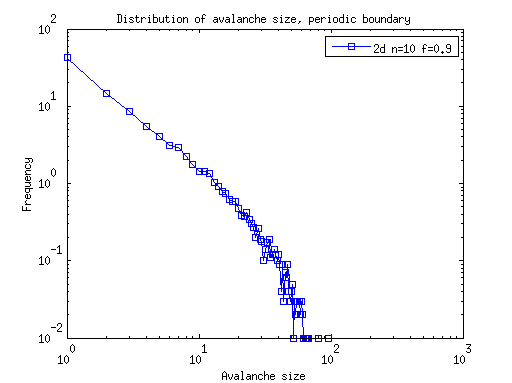 Distribution of avalanche size, periodic boundary
10^2
2d n=10 f=0.9
10^1
10^0
10^-1
10^-2
Frequency
10^0 10^1 10^2 10^3
Avalanche size